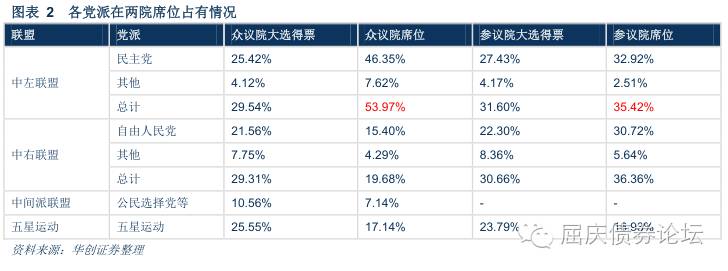 图表 2 各党派在两院席位占有情况
联盟 党派 众议院大选得票 众议院席位 参议院大选得票 参议院席位
民主党 25.42% 46.35% 27.43% 32.92%
中左联盟 其他 4.12% 7.62% 4.17% 2.51%
总计 29.54% 53.97% 31.60% 35.42%
自由人民党 21.56% 15.40% 22.30% 30.72%
中右联盟 其他 7.75% 4.29% 8.36% 5.64%
总计 29.31% 19.68% 30.66% 36.36%
中间派联盟 公民选择党等 10.56% 7.14% - -
五星运动 五星运动 25.55% 17.14% 23.79%
屈庆债券论坛
资料来源：华创证券整理